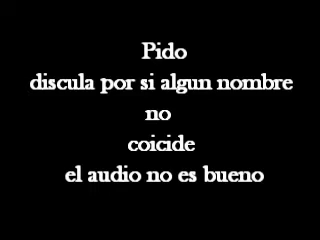 Pido
discula por si algun nombre
no
coicide
el audio no es bueno